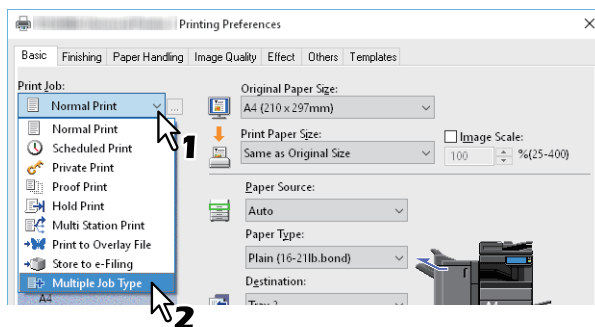 Printing Preferences
Basic Finishing Paper Handling Image Quality Effect Others Templates
Print Job:
Normal Print ...
Normal Print
Scheduled Print
Private Print
Proof Print
Hold Print
Multi Station Print
Print to Overlay File
Store to e-Filing
Multiple Job Type
A4
1
2
Original Paper Size:
A4 (210 x 297mm)
Print Paper Size:
Same as Original Size
Image Scale:
100 %(25-400)
Paper Source:
Auto
Paper Type:
Plain (16-21lb.bond)
Destination: